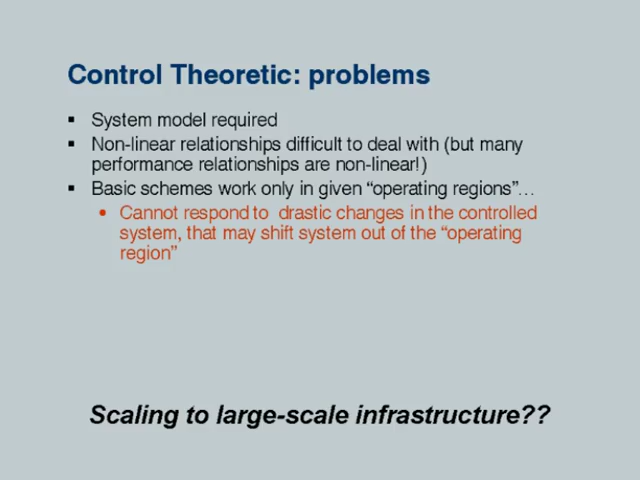 Control Theoretic: problems
▪ System model required
▪ Non-linear relationships difficult to deal with (but many
performance relationships are non-linear!)
▪ Basic schemes work only in given “operating regions”…
• Cannot respond to drastic changes in the controlled
system, that may shift system out of the “operating
region”
Scaling to large-scale infrastructure??